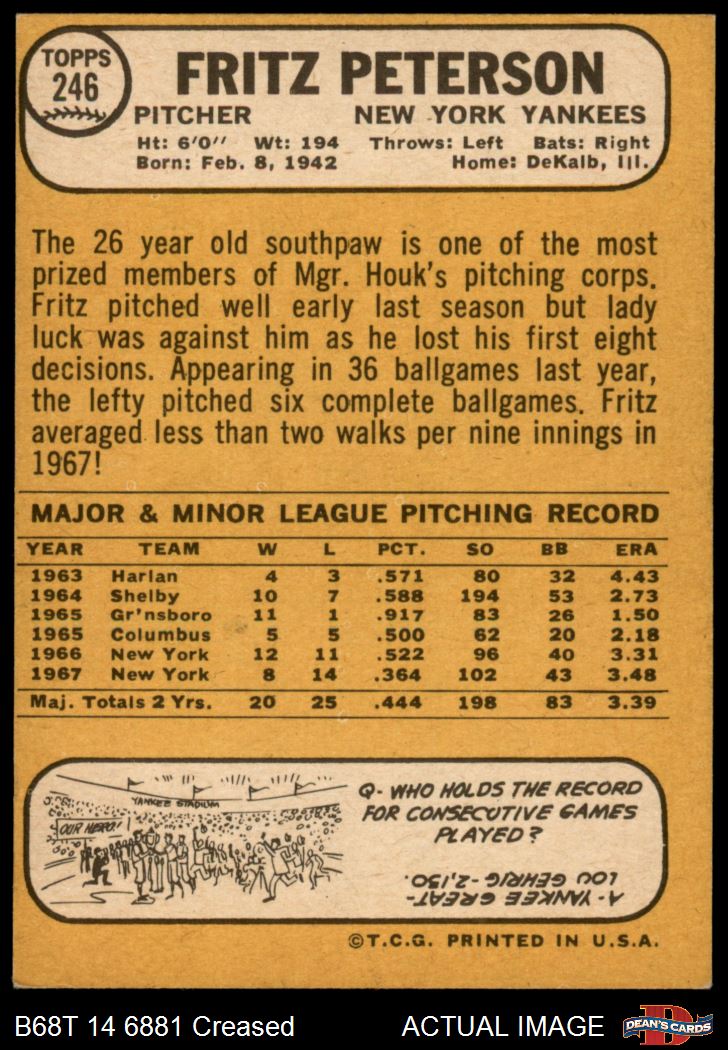 TOPPS
246
FRITZ PETERSON
PITCHER NEW YORK YANKEES
Ht: 6'0" Wt: 194 Throws: Left Bats: Right
Born: Feb. 8, 1942 Home: DeKalb, Ill.
The 26 year old southpaw is one of the most
prized members of Mgr. Houk's pitching corps.
Fritz pitched well early last season but lady
luck was against him as he lost his first eight
decisions. Appearing in 36 ballgames last year,
the lefty pitched six complete ballgames. Fritz
averaged less than two walks per nine innings in
1967!
MAJOR & MINOR LEAGUE PITCHING RECORD
YEAR TEAM W L PCT. SO BB ERA
1963 Harlan 4 3 .571 80 32 4.43
1964 Shelby 10 7 .588 194 53 2.73
1965 Gr'nsboro 11 1 .917 83 26 1.50
1965 Columbus 5 5 .500 62 20 2.18
1966 New York 12 11 .522 96 40 3.31
1967 New York 8 14 .364 102 43 3.48
Maj. Totals 2 Yrs. 20 25 .444 198 83 3.39
YANKEE STADIUM
OUR HERO!
Q- WHO HOLDS THE RECORD
FOR CONSECUTIVE GAMES
PLAYED?
A- YANKEE GREAT-
LOU GEHRIG-2,130.
©T.C.G. PRINTED IN U.S.A.
B68T 14 6881 Creased ACTUAL IMAGE
D
DEAN'S CARDS